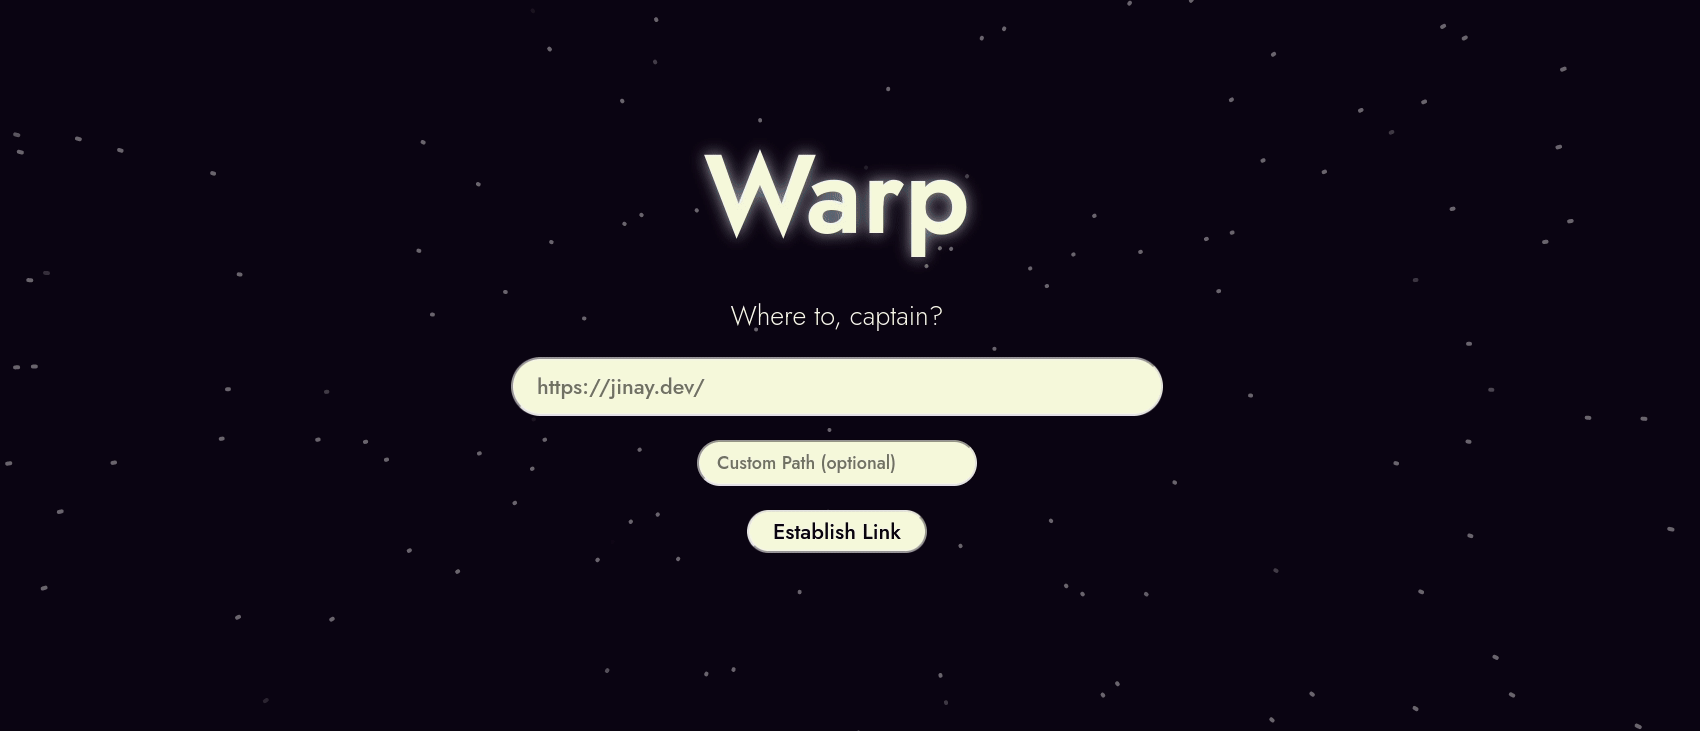 Warp
Where to, captain?
https://jinay.dev/
Custom Path (optional)
Establish Link